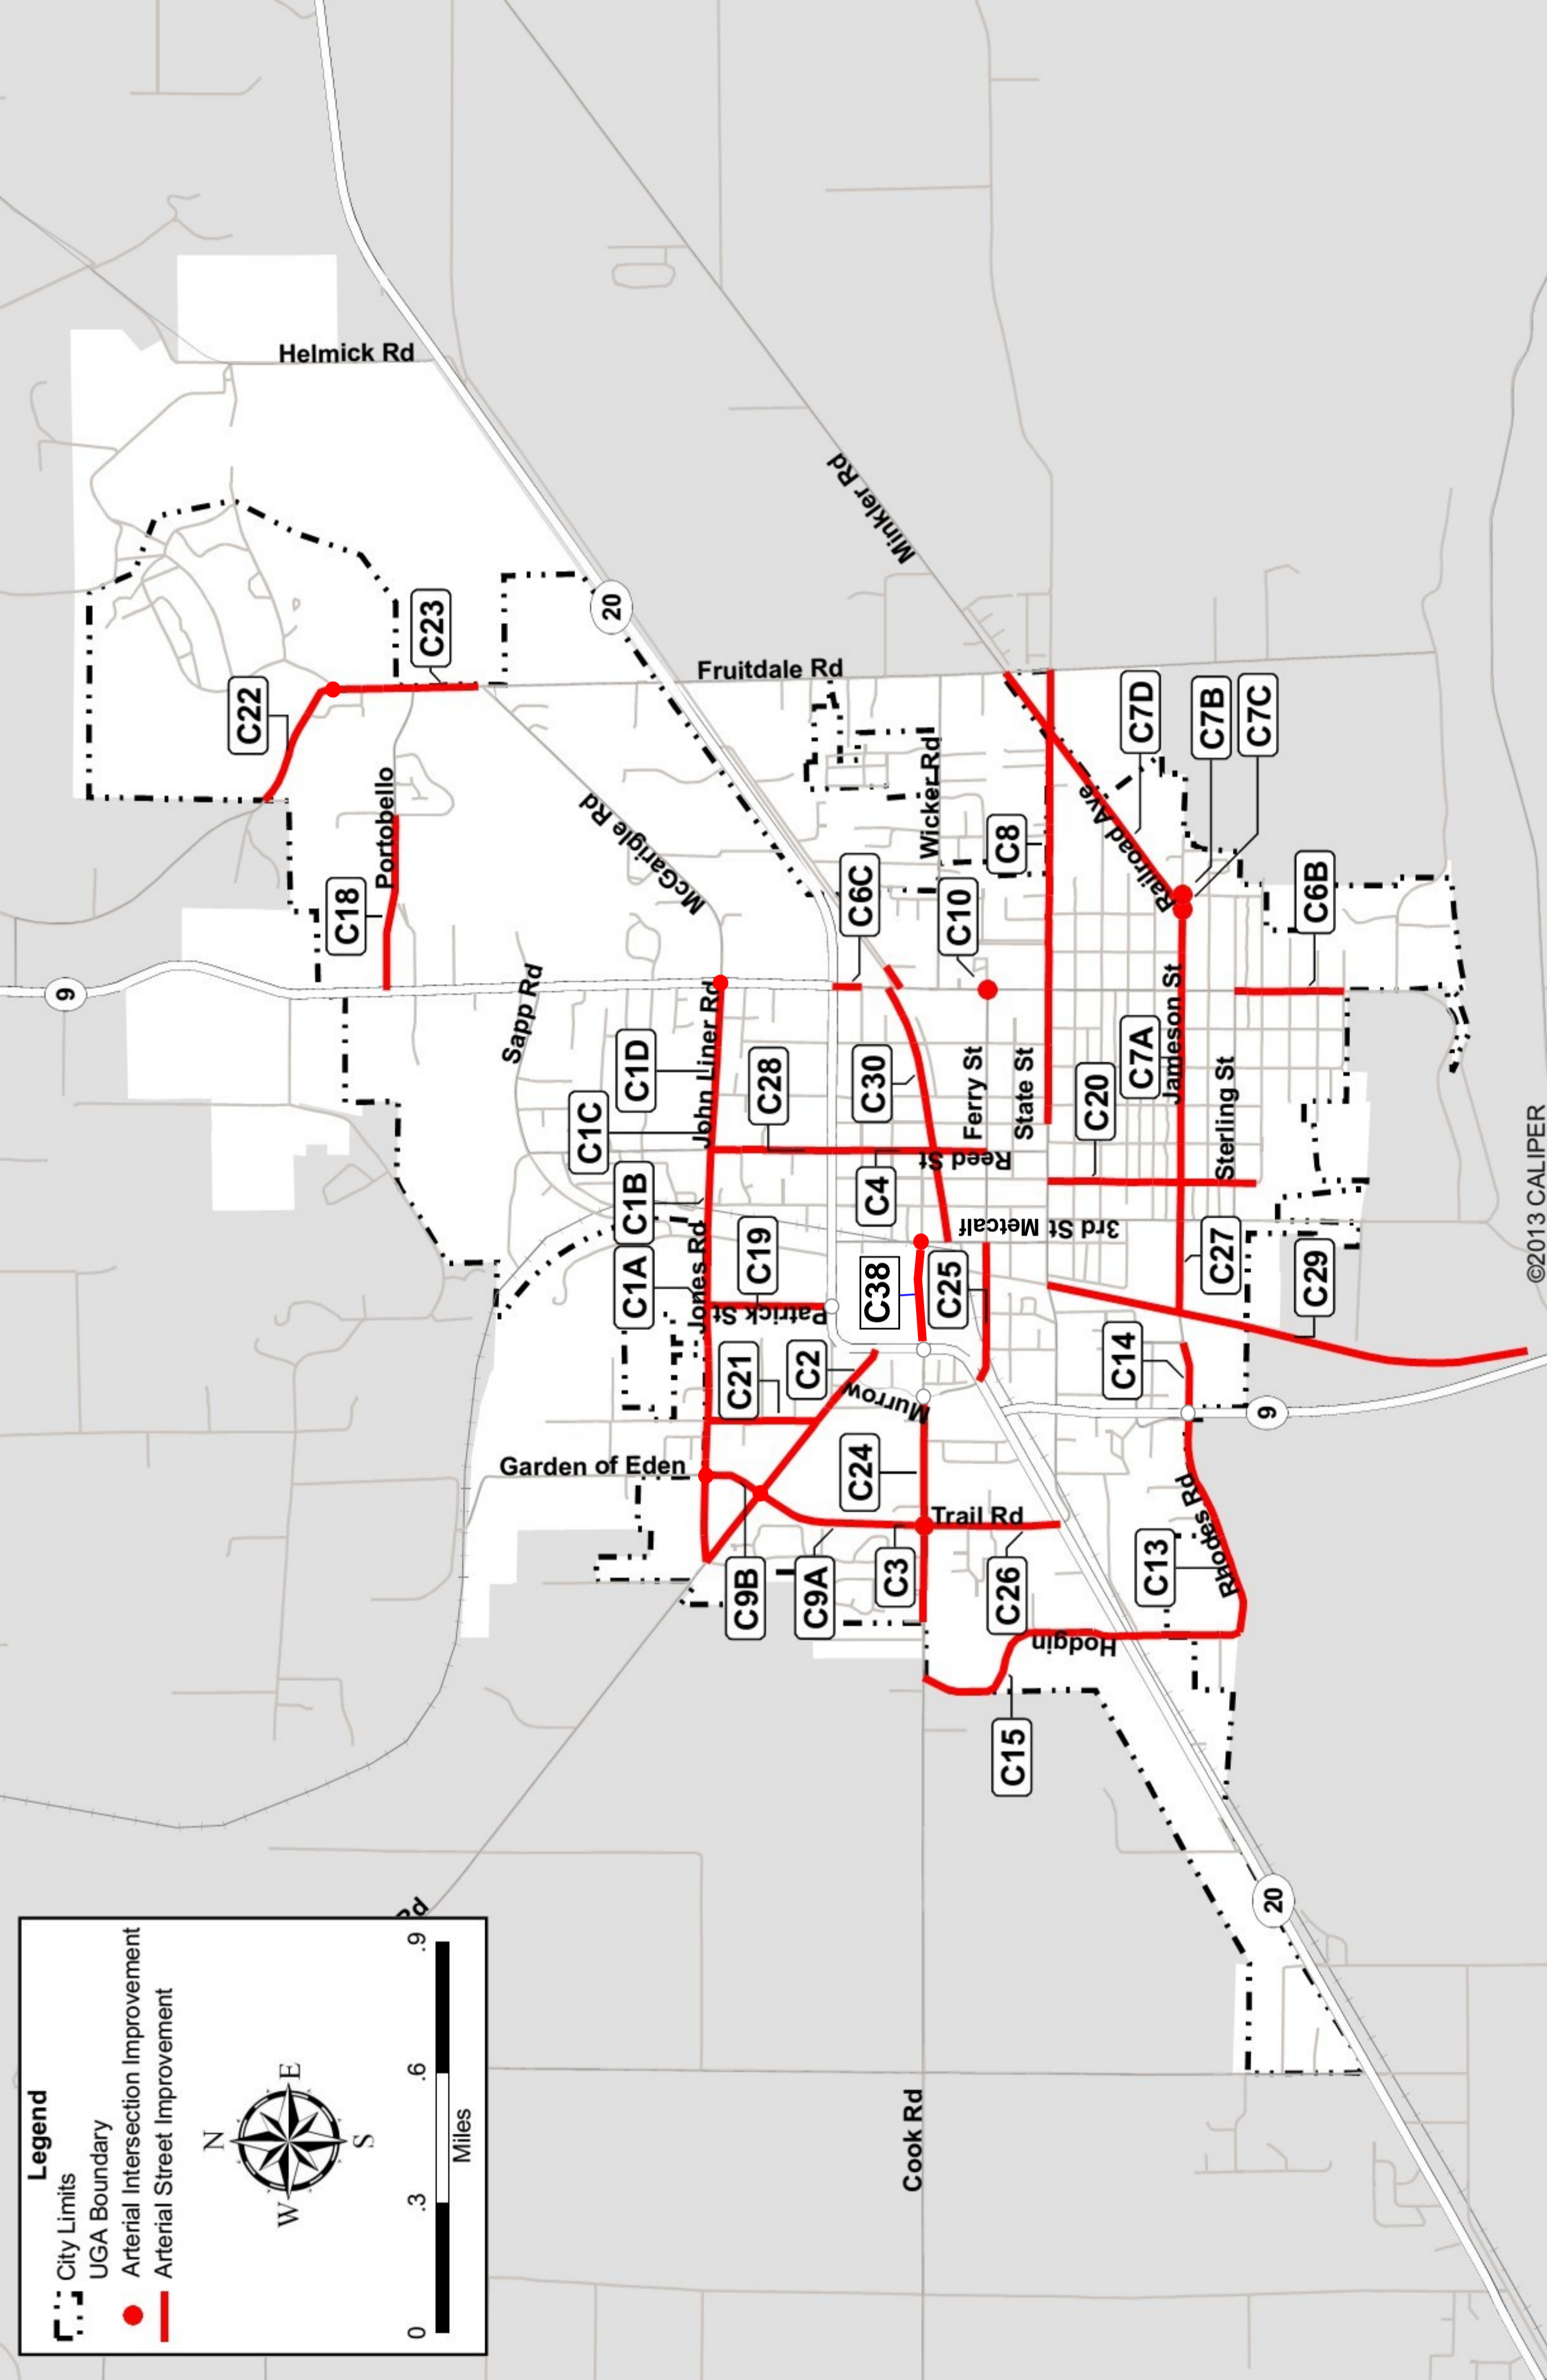 Legend
City Limits
UGA Boundary
Arterial Intersection Improvement
Arterial Street Improvement
N
W
E
S
0
.3
.6
.9
Miles
Rd
Cook Rd
20
C15
Hodgin
C13
Rhodes Rd
C26
Trail Rd
C3
C9A
C9B
Garden of Eden
C24
C14
9
Murrow
C2
C21
C29
C27
C25
C38
Patrick St
C19
C1A
Jones Rd
C1B
Metcalf
3rd St
C4
Reed St
C20
Sterling St
C1C
C1D
John Liner Rd
C28
C30
Ferry St
State St
C7A
Jameson St
Sapp Rd
9
C18
Portobello
C6C
C10
C8
Wicker Rd
C6B
Railroad Ave
C7D
C7B
C7C
McGarigle Rd
C22
C23
Fruitdale Rd
20
Minkler Rd
Helmick Rd
©2013 CALIPER